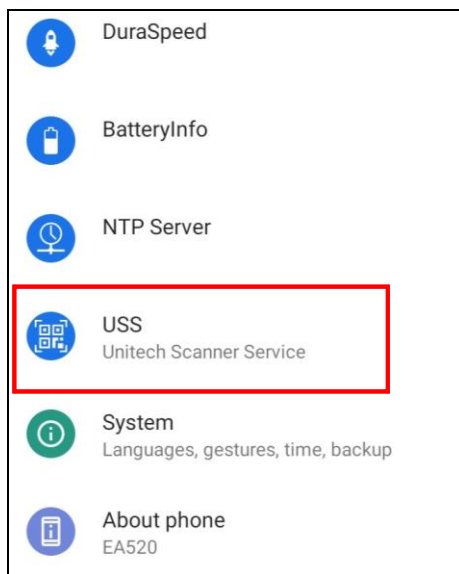 DuraSpeed
BatteryInfo
NTP Server
USS
Unitech Scanner Service
System
Languages, gestures, time, backup
About phone
EA520